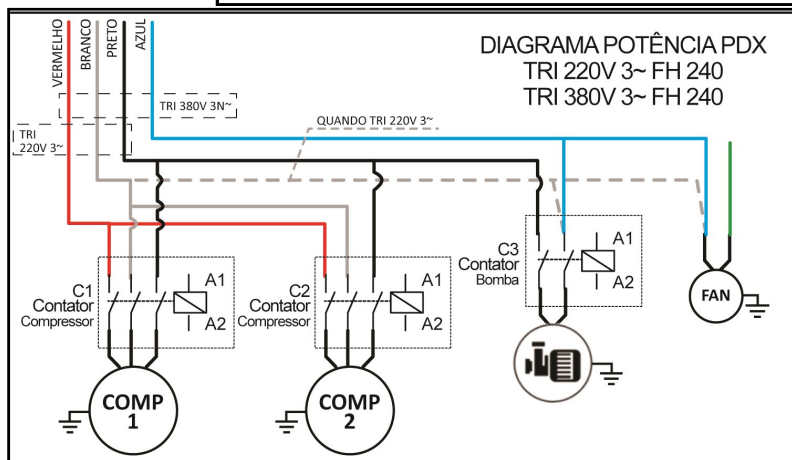 VERMELHO
BRANCO
PRETO
AZUL
DIAGRAMA POTÊNCIA PDX
TRI 220V 3~ FH 240
TRI 380V 3~ FH 240
TRI 380V 3N~
QUANDO TRI 220V 3~
TRI
220V 3~
C1
Contator
Compressor
A1
A2
C2
Contator
Compressor
A1
A2
C3
Contator
Bomba
A1
A2
FAN
COMP
1
COMP
2